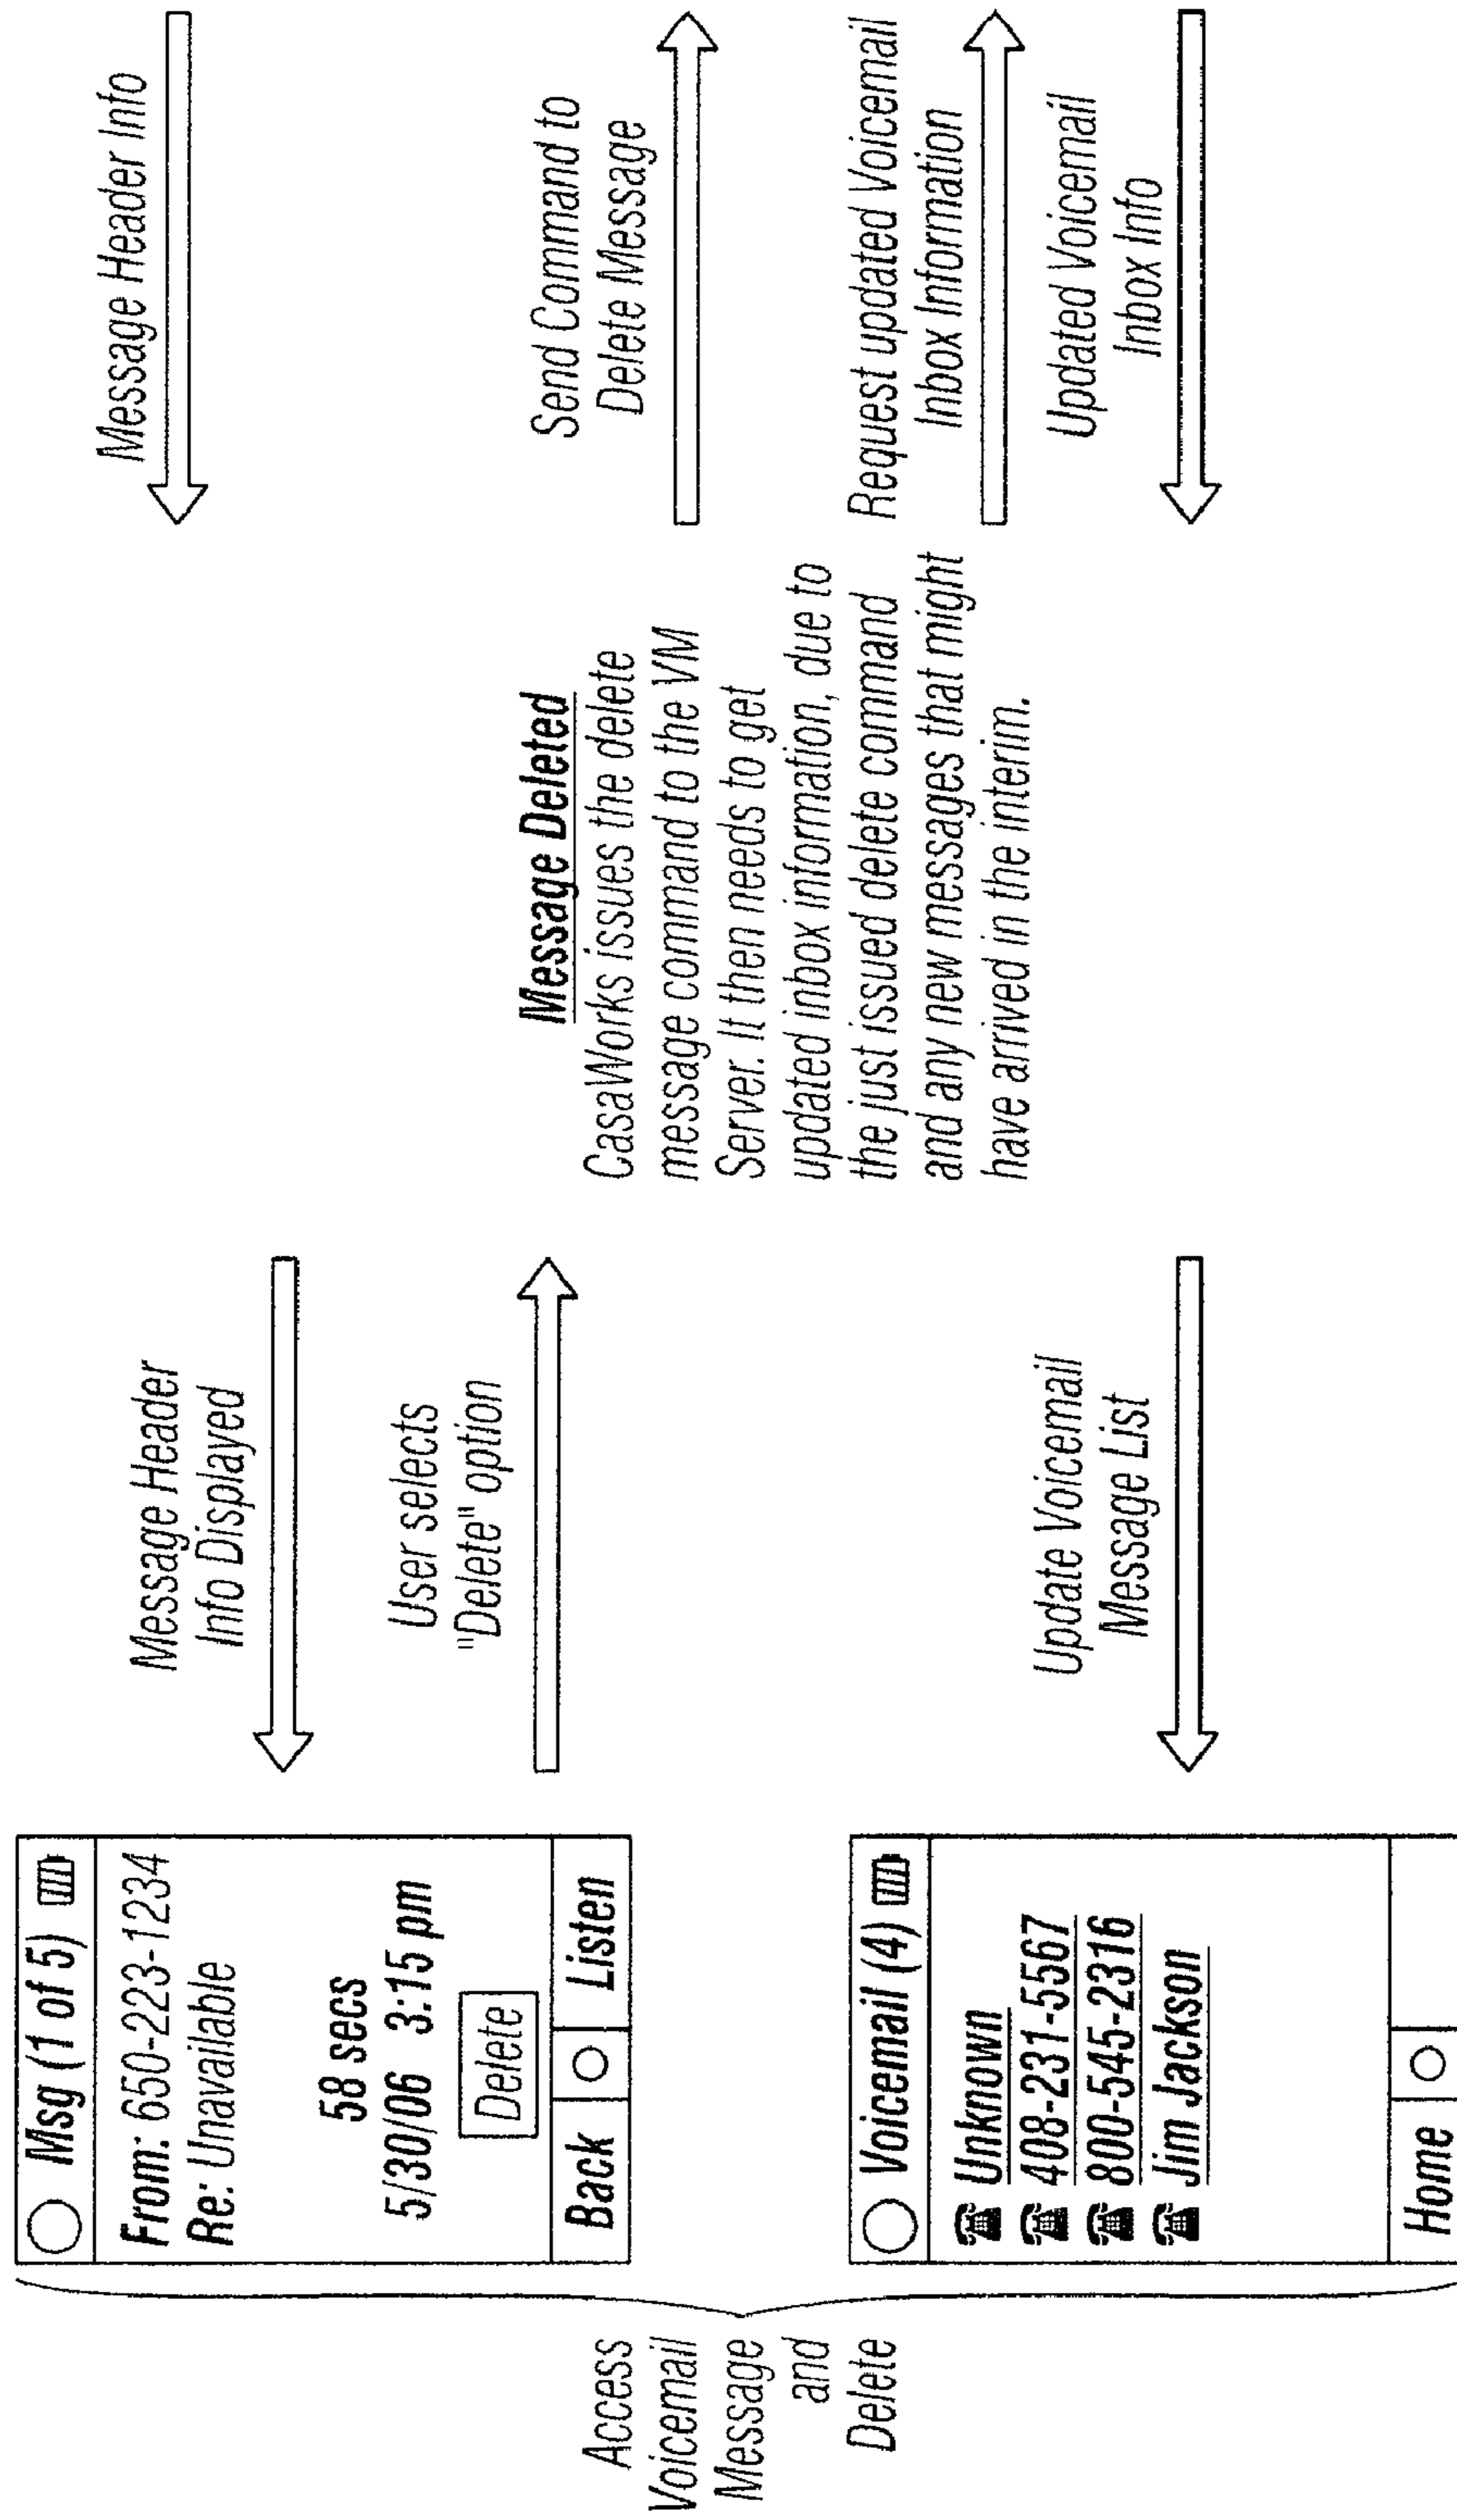 Access
Voicemail
Message
and
Delete
Msg (1 of 5)
From: 650-223-1234
Re: Unavailable
58 secs
5/30/06 3:15 pm
Delete
Back
Listen
Voicemail (4)
Unknown
408-231-5567
800-545-2316
Jim Jackson
Home
Message Header
Info Displayed
User selects
"Delete" option
Update Voicemail
Message List
Message Deleted
CasaWorks issues the delete
message command to the VM
Server. It then needs to get
updated inbox information, due to
the just issued delete command
and any new messages that might
have arrived in the interim.
Message Header Info
Send Command to
Delete Message
Request updated Voicemail
Inbox Information
Updated Voicemail
Inbox Info